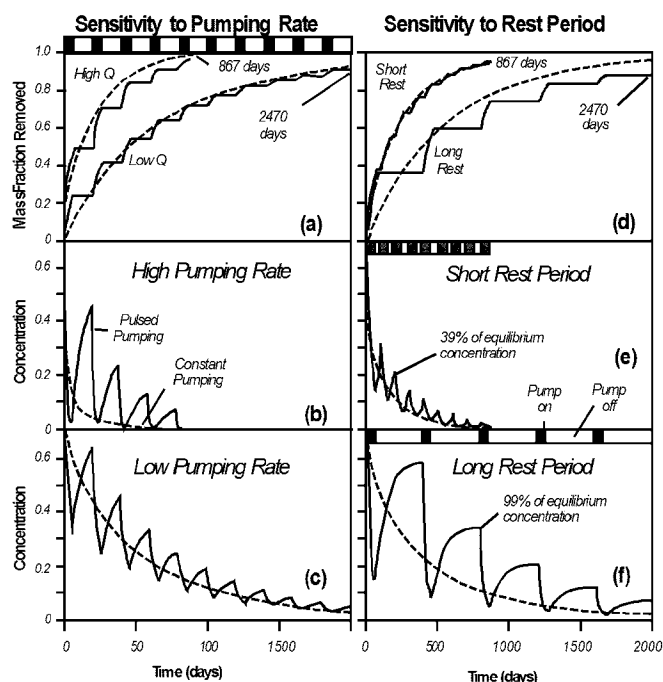 Sensitivity to Pumping Rate
Sensitivity to Rest Period
1.0
0.8
0.6
0.4
0.2
0
MassFraction Removed
High Q
867 days
2470
days
Low Q
(a)
Short
Rest
867 days
2470
days
Long
Rest
(d)
High Pumping Rate
0.4
0.2
0
Concentration
Pulsed
Pumping
Constant
Pumping
(b)
Short Rest Period
39% of equilibrium
concentration
(e)
Pump
on
Pump
off
Low Pumping Rate
0.6
0.4
0.2
0
Concentration
(c)
Long Rest Period
99% of equilibrium
concentration
(f)
0 50 100 1500
Time (days)
0 500 1000 1500 2000
Time (days)